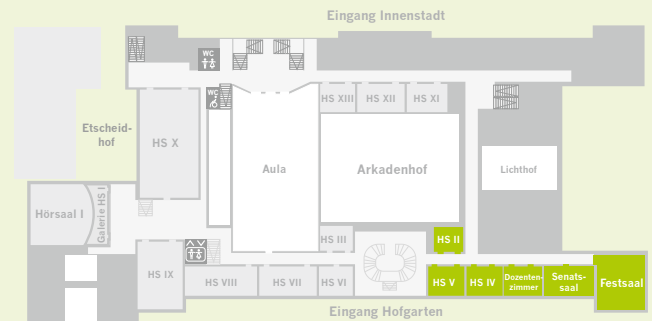 Eingang Innenstadt
WC
WC
HS XIII
HS XII
HS XI
Etscheid-
hof
HS X
Aula
Arkadenhof
Lichthof
Hörsaal I
Galerie HS I
HS III
HS II
HS IX
HS VIII
HS VII
HS VI
HS V
HS IV
Dozenten-
zimmer
Senats-
saal
Festsaal
Eingang Hofgarten